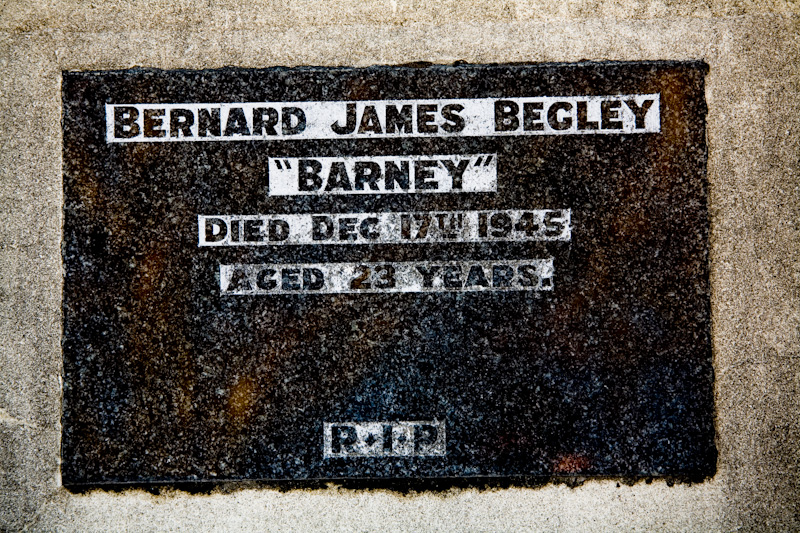 BERNARD JAMES BEGLEY
"BARNEY"
DIED DEC 17TH 1945
AGED 23 YEARS.
R·I·P